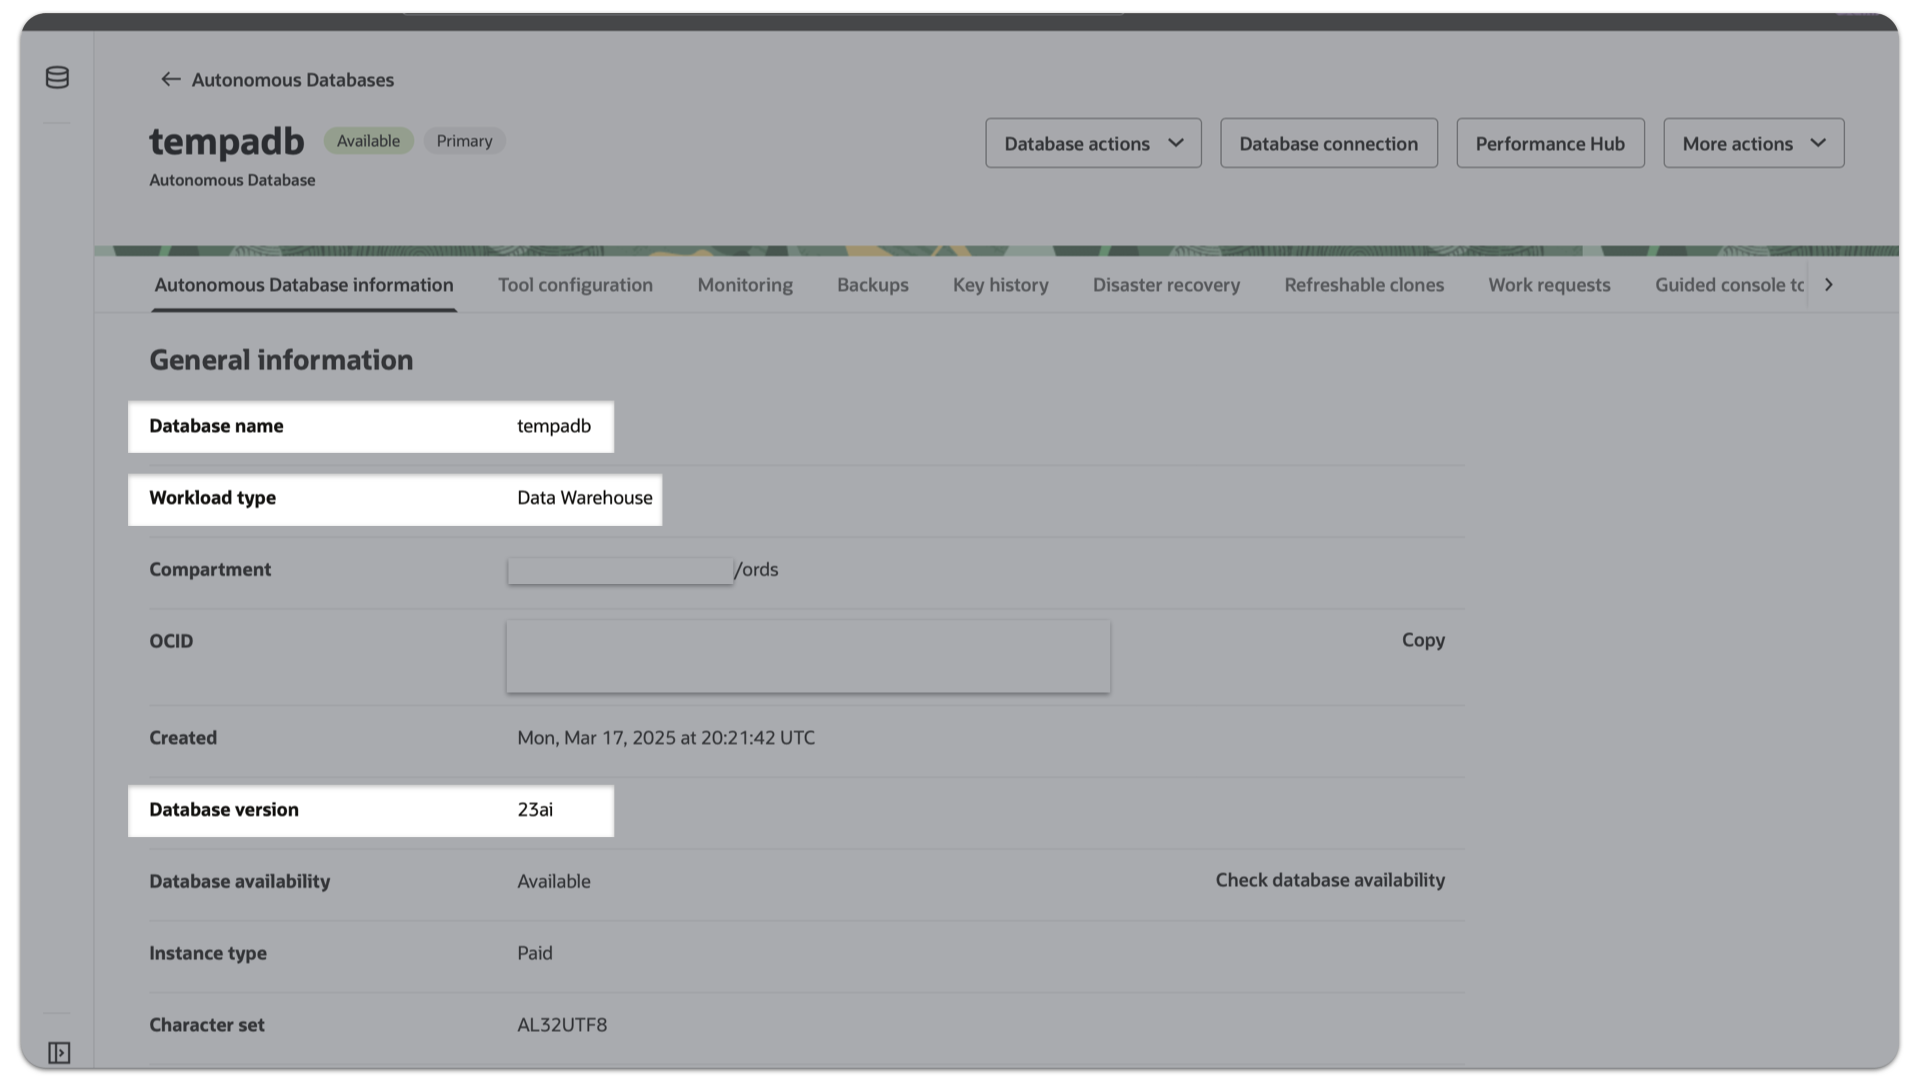 Autonomous Databases
tempadb Available Primary
Autonomous Database
Database actions Database connection Performance Hub More actions
Autonomous Database information Tool configuration Monitoring Backups Key history Disaster recovery Refreshable clones Work requests Guided console to
General information
Database name tempadb
Workload type Data Warehouse
Compartment /ords
OCID Copy
Created Mon, Mar 17, 2025 at 20:21:42 UTC
Database version 23ai
Database availability Available Check database availability
Instance type Paid
Character set AL32UTF8